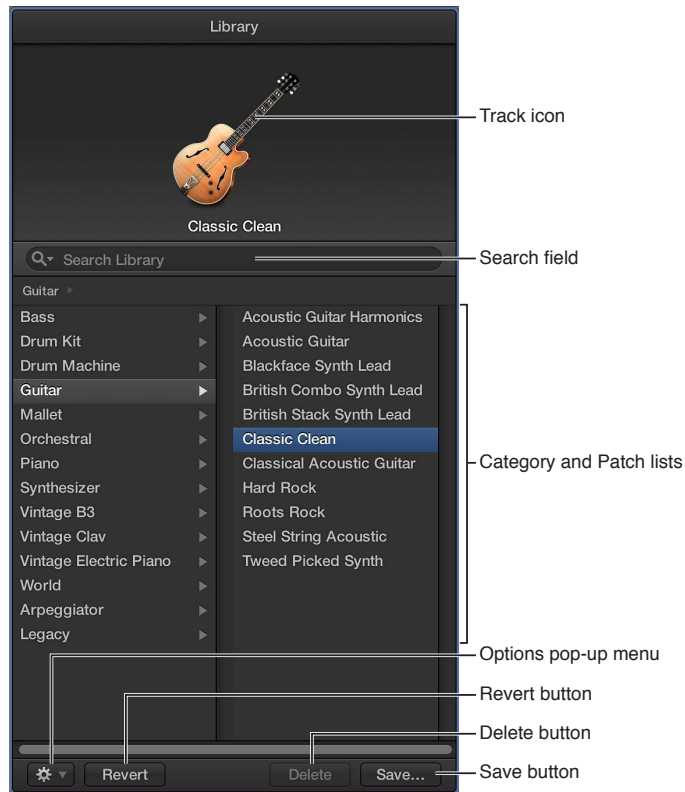 Library
Track icon
Classic Clean
Search Library
Search field
Guitar
Bass
Drum Kit
Drum Machine
Guitar
Mallet
Orchestral
Piano
Synthesizer
Vintage B3
Vintage Clav
Vintage Electric Piano
World
Arpeggiator
Legacy
Acoustic Guitar Harmonics
Acoustic Guitar
Blackface Synth Lead
British Combo Synth Lead
British Stack Synth Lead
Classic Clean
Classical Acoustic Guitar
Hard Rock
Roots Rock
Steel String Acoustic
Tweed Picked Synth
Category and Patch lists
Options pop-up menu
Revert button
Delete button
Save button
Revert
Delete
Save...